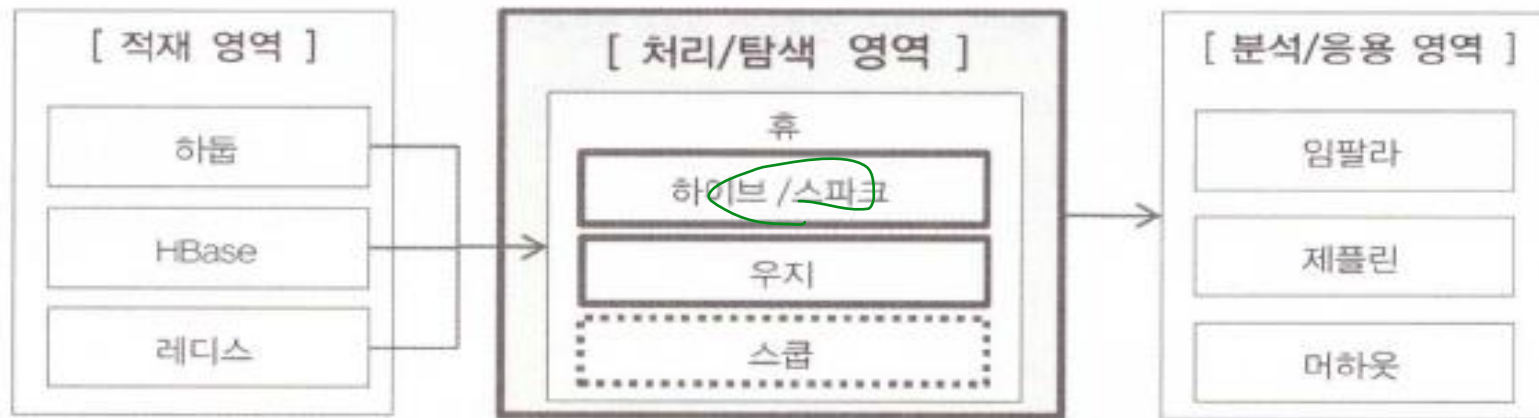 [ 적재 영역 ]
하둡
HBase
레디스
[ 처리/탐색 영역 ]
휴
하이브 /스파크
우지
스쿱
[ 분석/응용 영역 ]
임팔라
제플린
머하웃